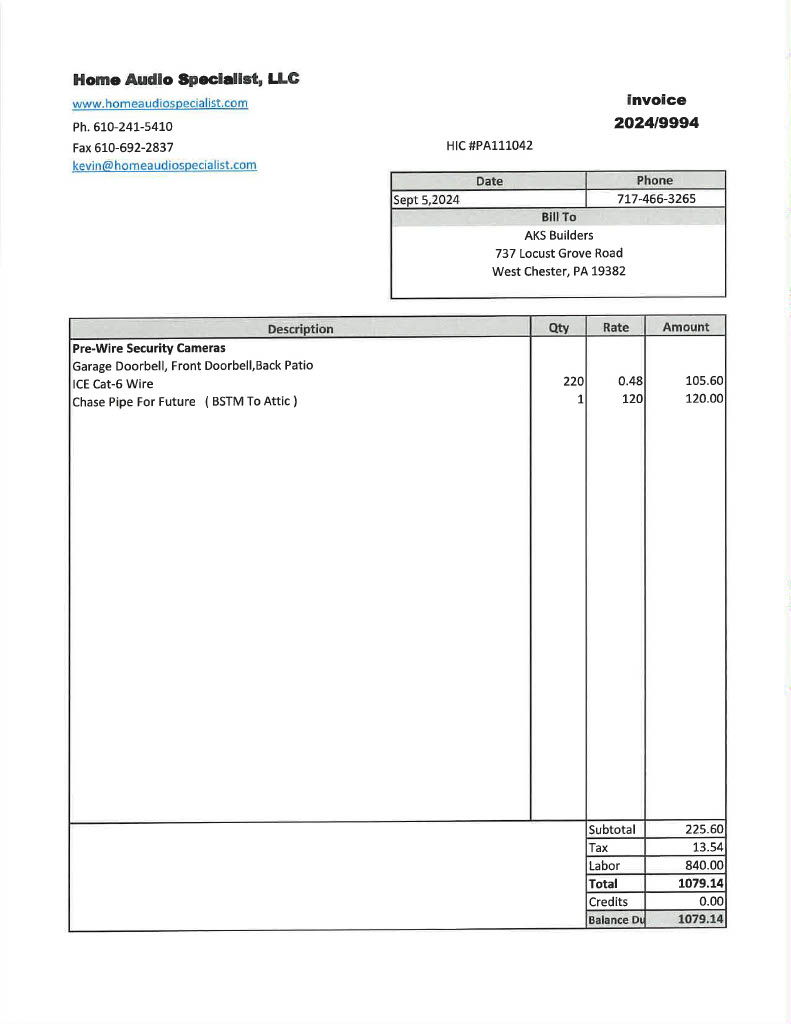 Home Audio Specialist, LLC
www.homeaudiospecialist.com
Ph. 610-241-5410
Fax 610-692-2837
kevin@homeaudiospecialist.com
invoice
2024/9994
HIC #PA111042
Date Phone
Sept 5,2024 717-466-3265
Bill To
AKS Builders
737 Locust Grove Road
West Chester, PA 19382
Description Qty Rate Amount
Pre-Wire Security Cameras
Garage Doorbell, Front Doorbell,Back Patio
ICE Cat-6 Wire 220 0.48 105.60
Chase Pipe For Future ( BSTM To Attic ) 1 120 120.00
Subtotal 225.60
Tax 13.54
Labor 840.00
Total 1079.14
Credits 0.00
Balance Du 1079.14